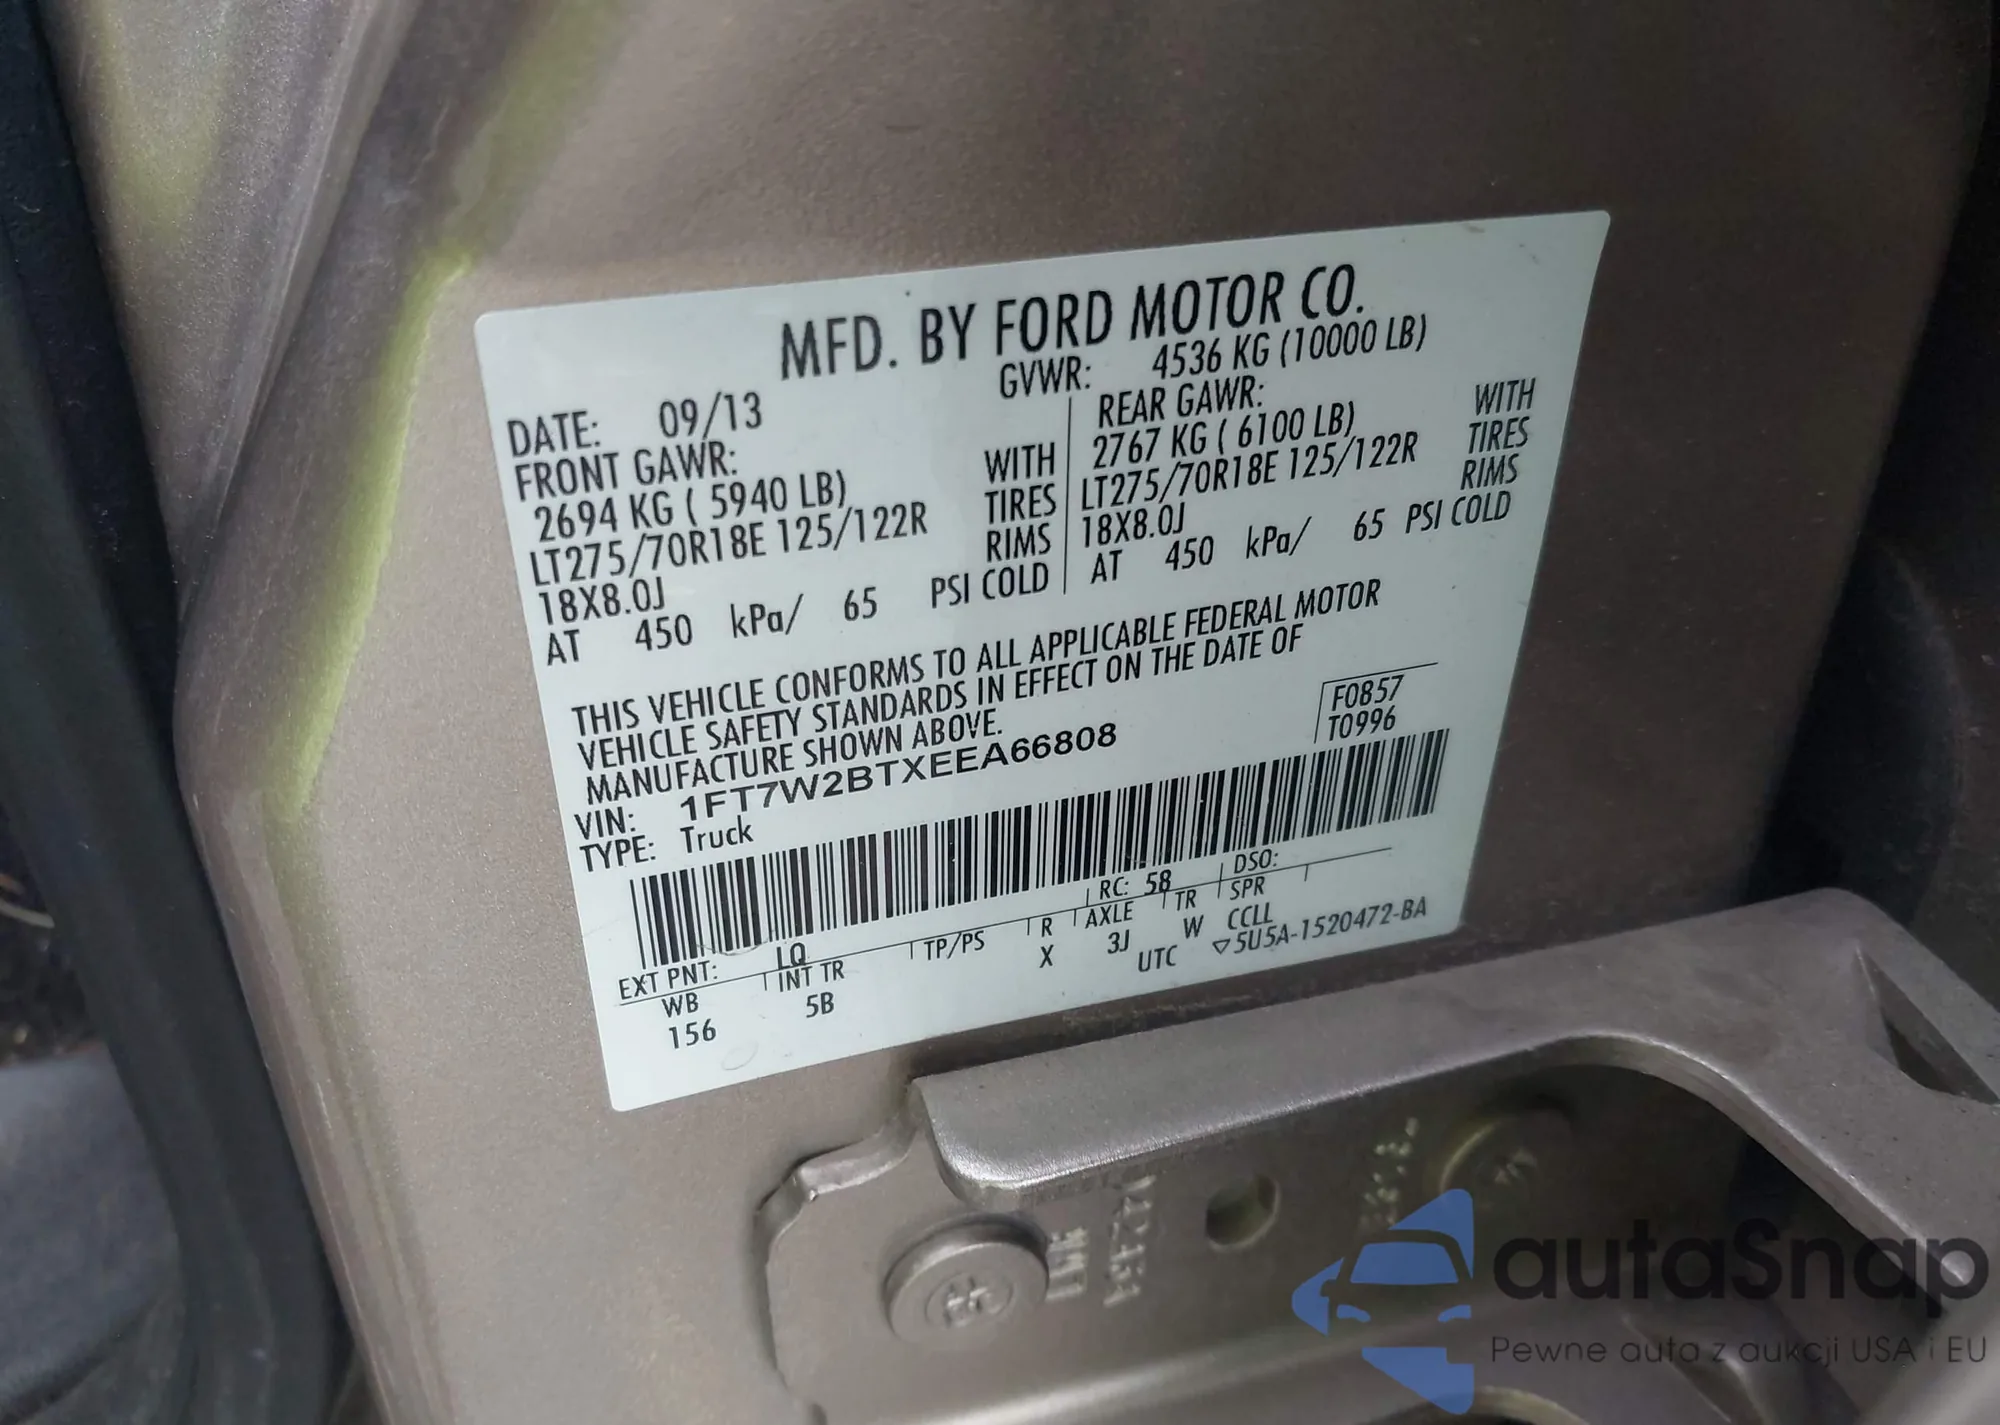 MFD. BY FORD MOTOR CO.
DATE: 09/13 GVWR: 4536 KG (10000 LB)
FRONT GAWR: REAR GAWR:
2694 KG ( 5940 LB) WITH 2767 KG ( 6100 LB) WITH
LT275/70R18E 125/122R TIRES LT275/70R18E 125/122R TIRES
18X8.0J RIMS 18X8.0J RIMS
AT 450 kPa/ 65 PSI COLD AT 450 kPa/ 65 PSI COLD
THIS VEHICLE CONFORMS TO ALL APPLICABLE FEDERAL MOTOR
VEHICLE SAFETY STANDARDS IN EFFECT ON THE DATE OF
MANUFACTURE SHOWN ABOVE.
F0857
T0996
VIN: 1FT7W2BTXEEA66808
TYPE: Truck
EXT PNT: LQ RC: 58 DSO:
WB INT TR TP/PS R AXLE TR SPR
156 5B X 3J W CCLL
UTC ▽5U5A-1520472-BA
autaSnap
Pewne auta z aukcji USA i EU